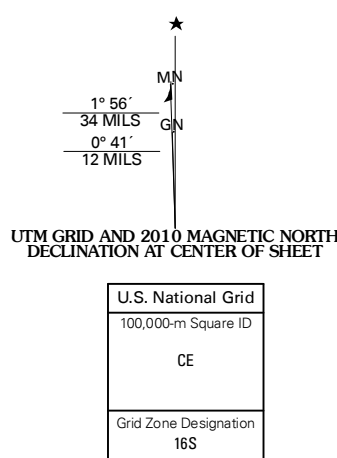 ★
MN
1° 56´
34 MILS
GN
0° 41´
12 MILS
UTM GRID AND 2010 MAGNETIC NORTH
DECLINATION AT CENTER OF SHEET
U.S. National Grid
100,000-m Square ID
CE
Grid Zone Designation
16S